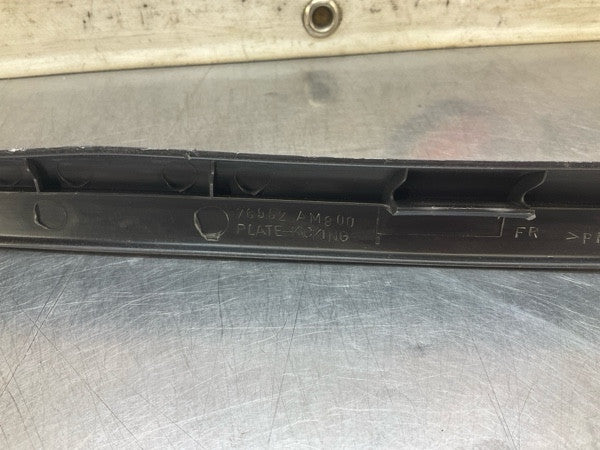 76952 AM800
PLATE-KICKING
FR >P